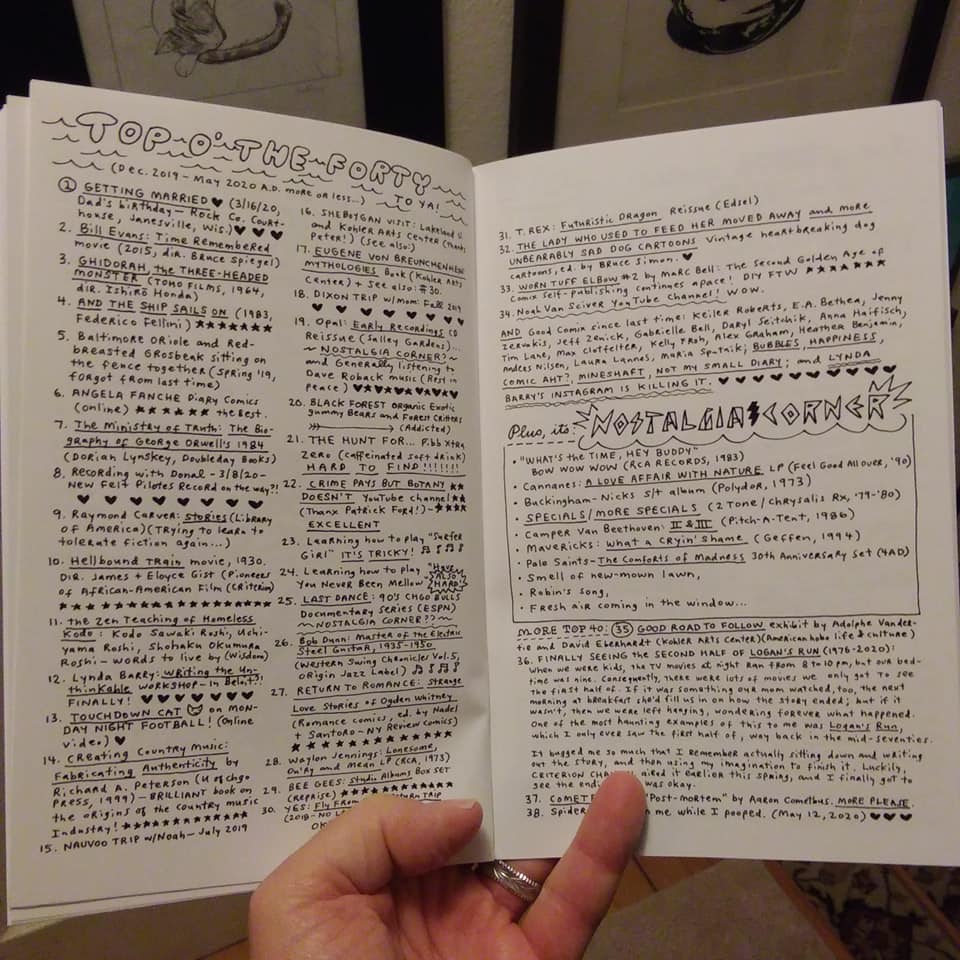 TOP O' THE FORTY
(Dec. 2019 - May 2020 A.D. more or less...) TO YA!
1 GETTING MARRIED ♥ (3/16/20,
Dad's birthday - Rock Co. Court-
house, Janesville, Wis.) ♥♥♥
2. Bill Evans: Time Remembered
movie (2015, dir. Bruce Spiegel)
3. GHIDORAH, the THREE-HEADED
MONSTER (TOHO FILMS, 1964,
dir. Ishirō Honda)
4. AND THE SHIP SAILS ON (1983,
Federico Fellini) ★★★★★★
5. Baltimore Oriole and Red-
breasted Grosbeak sitting on
the fence together (spring '19,
forgot from last time)
6. ANGELA FANCHE Diary Comics
(online) ★★★★★ the Best.
7. The Ministry of Truth: The Bio-
graphy of George Orwell's 1984
(Dorian Lynskey, Doubleday Books)
8. Recording with Donal - 3/8/20-
New Felt Pilotes Record on the way?!
♥ ♥ ♥ ♥ ♥ ♥ ♥
9. Raymond Carver: Stories (Library
of America) (Trying to learn to
tolerate fiction again...)
10. Hellbound Train movie, 1930.
DIR. James + Eloyce Gist (Pioneers
of African-American Film (Criterion)
★★★★★★★★★★★★★★★★
11. the Zen Teaching of Homeless
Kodo: Kodo Sawaki Roshi, Uchi-
yama Roshi, Shohaku Okumura
Roshi - words to live by (Wisdom)
12. Lynda Barry: Writing the Un-
thinkable workshop - in Beloit?!
FINALLY! ♥ ♥ ♥ ♥ ♥
13. TOUCHDOWN CAT on MON-
DAY NIGHT FOOTBALL! (Online
video) ♥
14. Creating Country Music:
Fabricating Authenticity by
Richard A. Peterson (U of Chgo
Press, 1999) - BRILLIANT book on
the origins of the country music
Industry! ★★★★★★★★★★★★
15. NAUVOO TRIP w/Noah - July 2019
16. SHEBOYGAN VISIT: Lakeland U
and Kohler Arts Center (thanks
Peter!) (see also:)
17. EUGENE VON BREUNCHENHEIN
MYTHOLOGIES Book (Kohler Arts
Center) + See also: #30.
18. DIXON TRIP w/mom: Fall 2019
♥ ♥ ♥ ♥ ♥ ♥ ♥
19. Opal: Early Recordings CD
Reissue (Salley Gardens)...
~ NOSTALGIA CORNER? ~
and Generally listening to
Dave Roback music (Rest in
Peace) ♥★♥★♥★♥★♥
20. BLACK FOREST Organic Exotic
gummy Bears and Forest Critters
(Addicted)
21. THE HUNT FOR... Pibb Xtra
Zero (caffeinated soft drink)
HARD TO FIND!!!!!!!
22. CRIME PAYS BUT BOTANY ★★
DOESN'T YouTube channel ★★
(Thanx Patrick Ford!) - ★★★★
EXCELLENT
23. Learning how to play "Surfer
Girl" IT'S TRICKY! ♫♫♫
24. Learning how to play "Have
You Never Been Mellow" ALSO HARD!
25. LAST DANCE: 90's CHGO BULLS
Documentary Series (ESPN)
~ NOSTALGIA CORNER?? ~
26. Bob Dunn: Master of the Electric
Steel Guitar, 1935-1950
(Western Swing Chronicles Vol. 5,
Origin Jazz Label) ♫♫♫
27. RETURN TO ROMANCE: Strange
Love Stories of Ogden Whitney
(Romance comics, ed. by Nadel
+ Santoro - NY Review Comics)
★★★★★★★★★★★★
28. Waylon Jennings: Lonesome,
On'ry and Mean LP (RCA, 1973)
29. BEE GEES: Studio Albums Box Set
(Reprise) ★★★★★★★★★★
30. YES: Fly From RETURN TRIP
(2018 - NO L
OK
31. T. REX: Futuristic Dragon Reissue (Edsel)
32. THE LADY WHO USED TO FEED HER MOVED AWAY and more
UNBEARABLY SAD DOG CARTOONS Vintage heartbreaking dog
cartoons, ed. by Bruce Simon. ♥
33. WORN TUFF ELBOW #2 by MARC BELL: The Second Golden Age of
Comix Self-publishing continues apace! DIY FTW ★★★★★★★
34. Noah Van Sciver YouTube Channel! WOW.
AND Good Comix since last time: Keiler Roberts, E.A. Bethea, Jenny
Zervakis, Jeff Zenick, Gabrielle Bell, Daryl Seitchik, Anna Haifisch,
Tim Lane, Max Clotfelter, Kelly Froh, Alex Graham, Heather Benjamin,
Anders Nilsen, Laura Lannes, Maria Sputnik; BUBBLES, HAPPINESS,
COMIC AHT?, MINESHAFT, NOT MY SMALL DIARY; and LYNDA
BARRY'S INSTAGRAM IS KILLING IT. ♥ ♥ ♥ ♥ ♥ ♥ ♥ ♥ ♥
Plus, its: NOSTALGIA CORNER
• "WHAT'S the TIME, HEY BUDDY"
BOW WOW WOW (RCA RECORDS, 1983)
• Cannanes: A LOVE AFFAIR WITH NATURE LP (Feel Good All over, '90)
• Buckingham-Nicks s/t album (Polydor, 1973)
• SPECIALS/MORE SPECIALS (2 Tone/Chrysalis Rx, '79-'80)
• Camper Van Beethoven: II & III (Pitch-A-Tent, 1986)
• Mavericks: What a Cryin' Shame (Geffen, 1994)
• Pale Saints - The Comforts of Madness 30th Anniversary Set (4AD)
• Smell of new-mown lawn,
• Robin's song,
• Fresh air coming in the window...
MORE TOP 40: 35 GOOD ROAD TO FOLLOW exhibit by Adolphe Vander-
tie and David Eberhardt (Kohler Arts Center) (American hobo life & culture)
36. FINALLY SEEING THE SECOND HALF OF LOGAN'S RUN (1976-2020):
When we were kids, the TV movies at night ran from 8 to 10 pm, but our bed-
time was nine. Consequently, there were lots of movies we only got to see
the first half of. If it was something our mom watched, too, the next
morning at breakfast she'd fill us in on how the story ended; but if it
wasn't, then we were left hanging, wondering forever what happened.
One of the most haunting examples of this to me was Logan's Run,
which I only ever saw the first half of, way back in the mid-seventies.
It bugged me so much that I remember actually sitting down and writing
out the story, and then using my imagination to finish it. Luckily,
CRITERION CHA aired it earlier this spring, and I finally got to
see the endi was okay.
37. COMETB "Post-mortem" by Aaron Cometbus. MORE PLEASE.
38. Spider n me while I pooped. (May 12, 2020) ♥♥♥